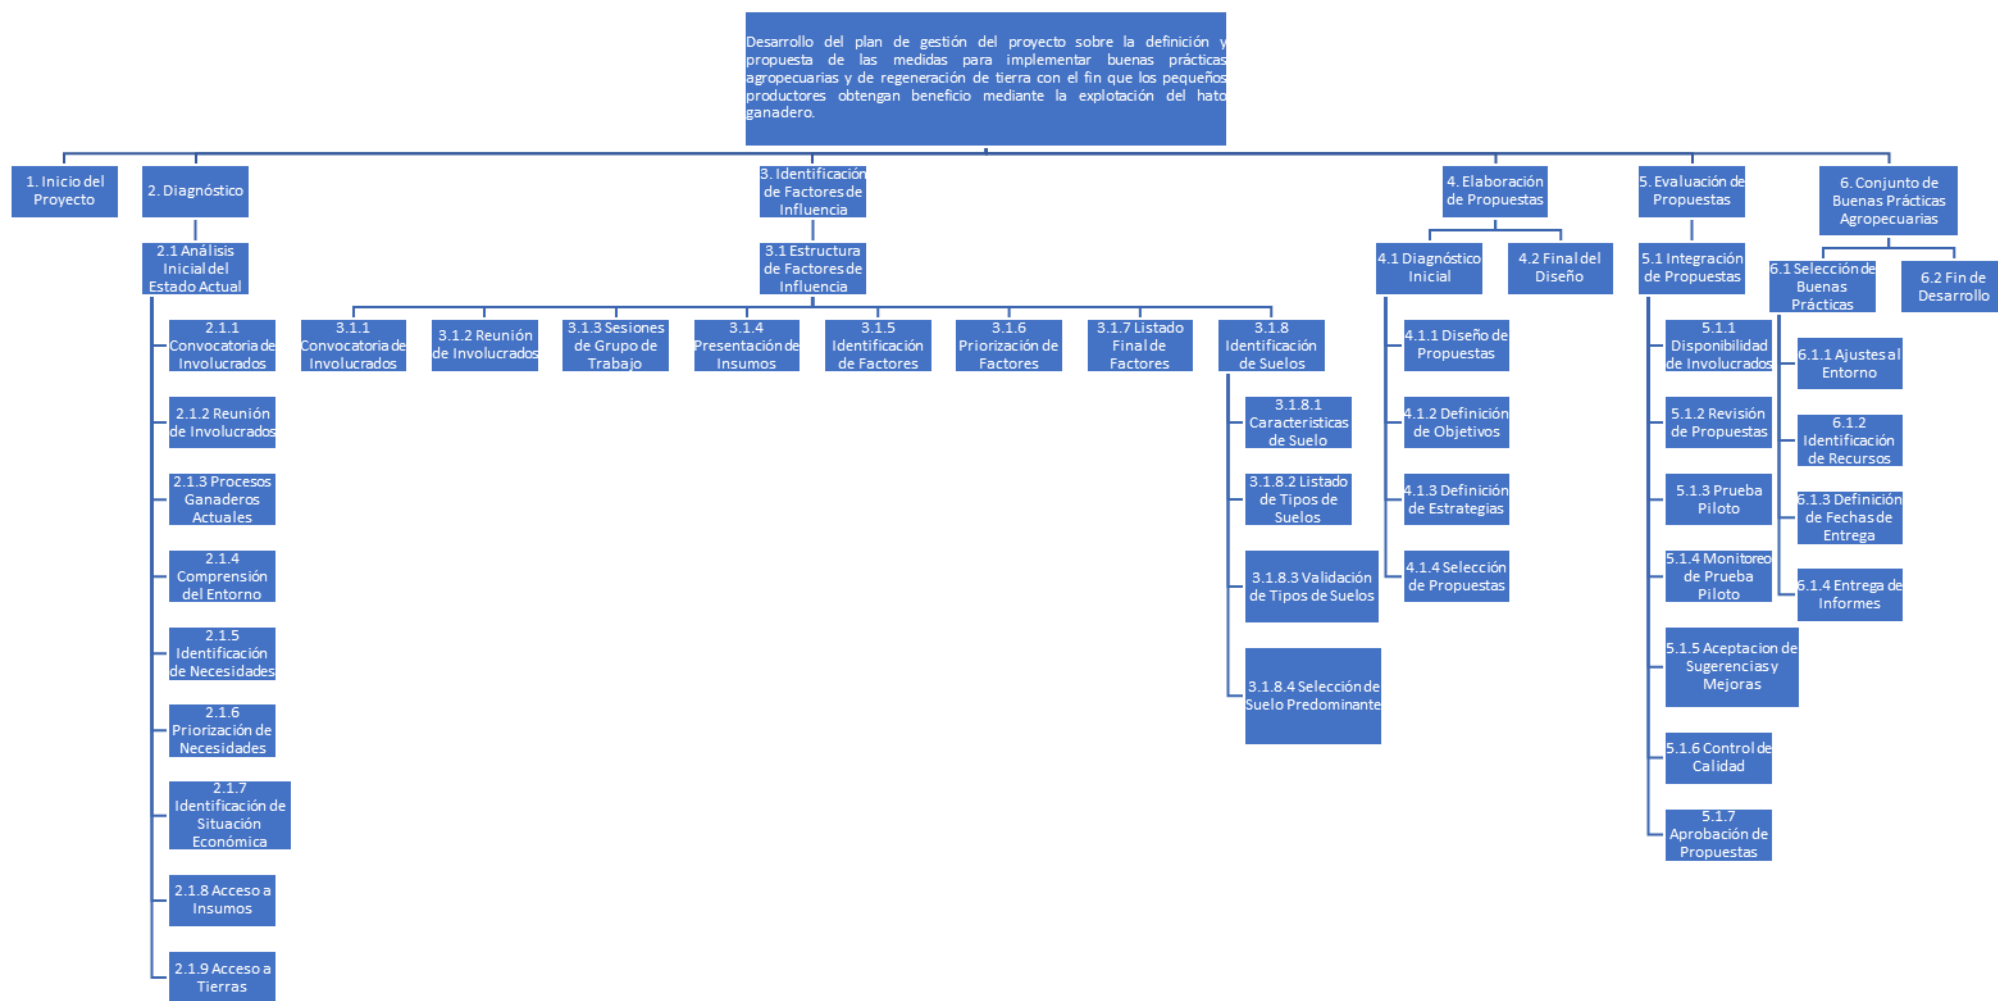 Desarrollo del plan de gestión del proyecto sobre la definición y
propuesta de las medidas para implementar buenas prácticas
agropecuarias y de regeneración de tierra con el fin que los pequeños
productores obtengan beneficio mediante la explotación del hato
ganadero.
1. Inicio del
Proyecto
2. Diagnóstico
2.1 Análisis
Inicial del
Estado Actual
2.1.1
Convocatoria de
Involucrados
2.1.2 Reunión
de Involucrados
2.1.3 Procesos
Ganaderos
Actuales
2.1.4
Comprensión
del Entorno
2.1.5
Identificación
de Necesidades
2.1.6
Priorización de
Necesidades
2.1.7
Identificación de
Situación
Económica
2.1.8 Acceso a
Insumos
2.1.9 Acceso a
Tierras
3. Identificación
de Factores de
Influencia
3.1 Estructura
de Factores de
Influencia
3.1.1
Convocatoria de
Involucrados
3.1.2 Reunión
de Involucrados
3.1.3 Sesiones
de Grupo de
Trabajo
3.1.4
Presentación de
Insumos
3.1.5
Identificación
de Factores
3.1.6
Priorización de
Factores
3.1.7 Listado
Final de
Factores
3.1.8
Identificación
de Suelos
3.1.8.1
Caracteristicas
de Suelo
3.1.8.2 Listado
de Tipos de
Suelos
3.1.8.3 Validación
de Tipos de Suelos
3.1.8.4 Selección de
Suelo Predominante
4. Elaboración
de Propuestas
4.1 Diagnóstico
Inicial
4.1.1 Diseño de
Propuestas
4.1.2 Definición
de Objetivos
4.1.3 Definición
de Estrategias
4.1.4 Selección
de Propuestas
4.2 Final del
Diseño
5. Evaluación de
Propuestas
5.1 Integración
de Propuestas
5.1.1
Disponibilidad
de Involucrados
5.1.2 Revisión
de Propuestas
5.1.3 Prueba
Piloto
5.1.4 Monitoreo
de Prueba
Piloto
5.1.5 Aceptacion de
Sugerencias y
Mejoras
5.1.6 Control de
Calidad
5.1.7
Aprobación de
Propuestas
6. Conjunto de
Buenas Prácticas
Agropecuarias
6.1 Selección de
Buenas
Prácticas
6.1.1 Ajustes al
Entorno
6.1.2
Identificación
de Recursos
6.1.3 Definición
de Fechas de
Entrega
6.1.4 Entrega de
Informes
6.2 Fin de
Desarrollo